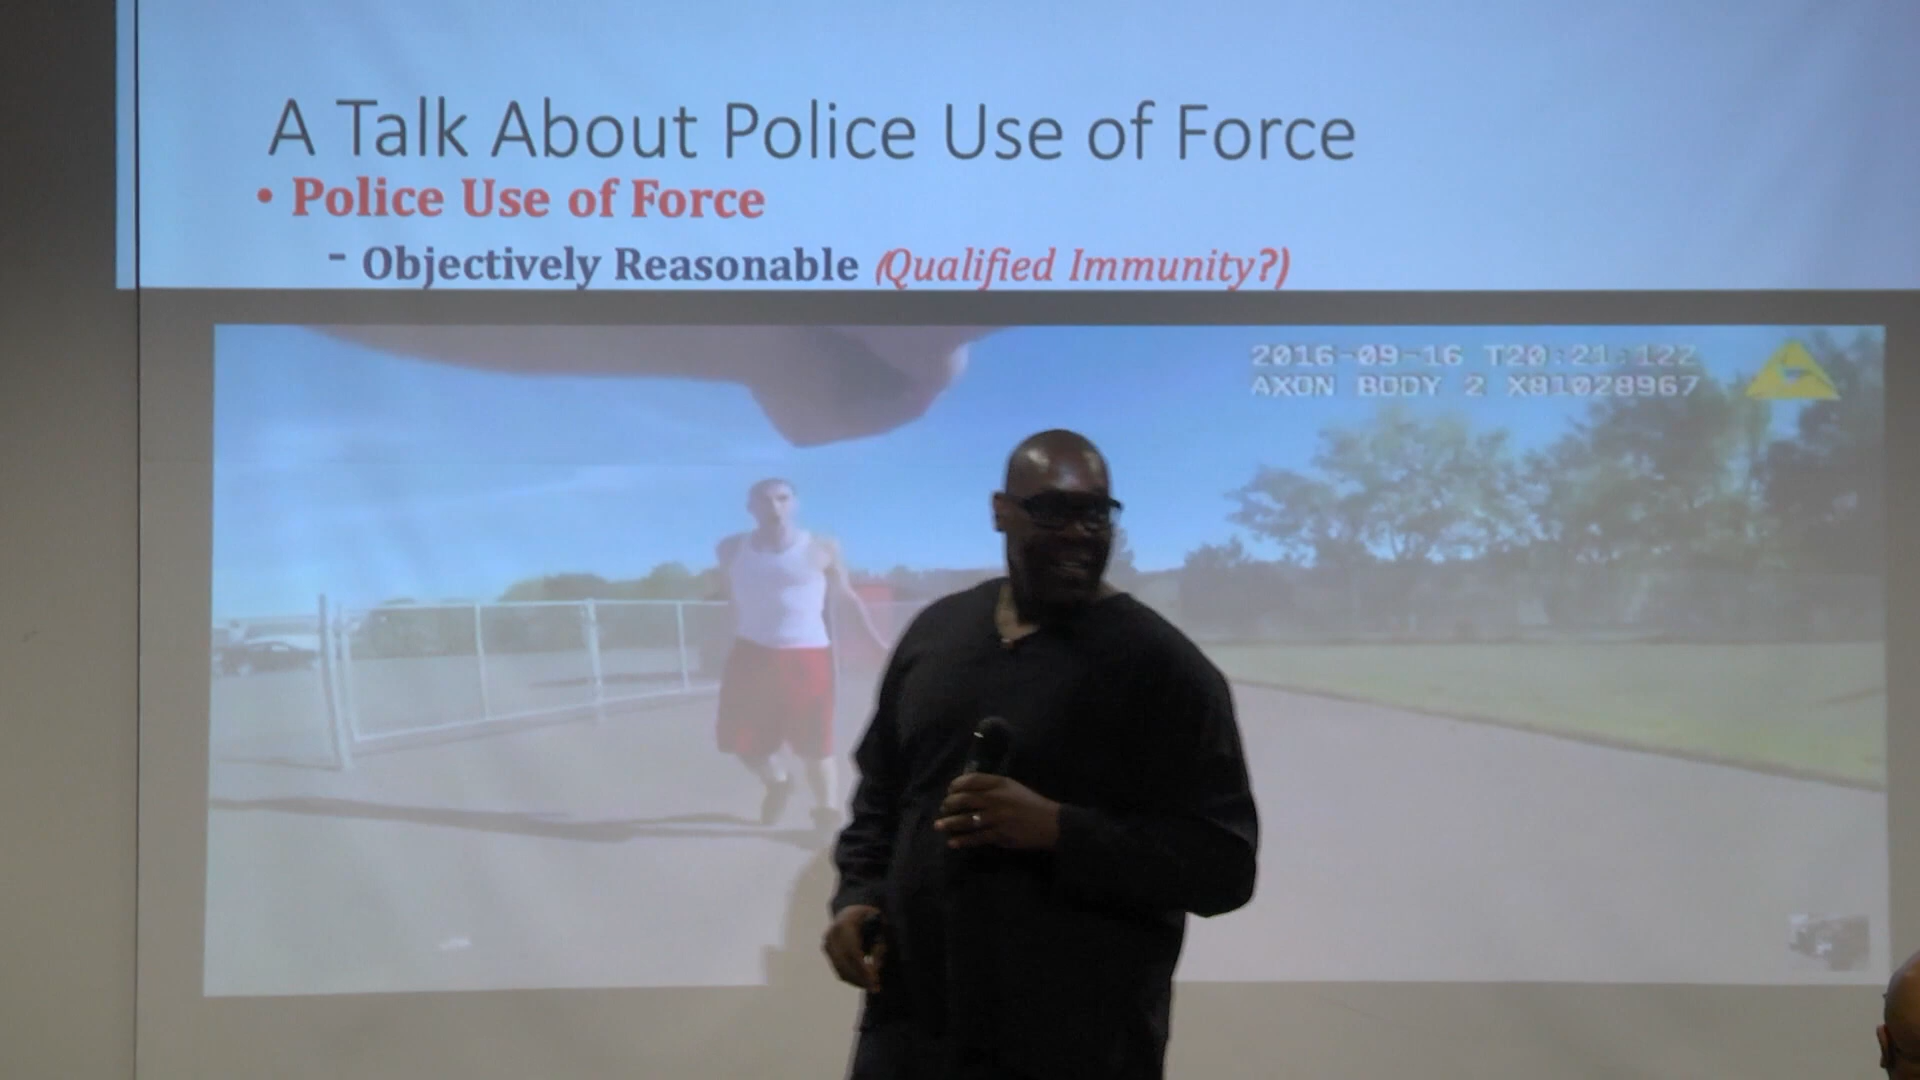 A Talk About Police Use of Force
• Police Use of Force
- Objectively Reasonable (Qualified Immunity?)
2016-09-16 T20:21:12Z
AXON BODY 2 X81028967